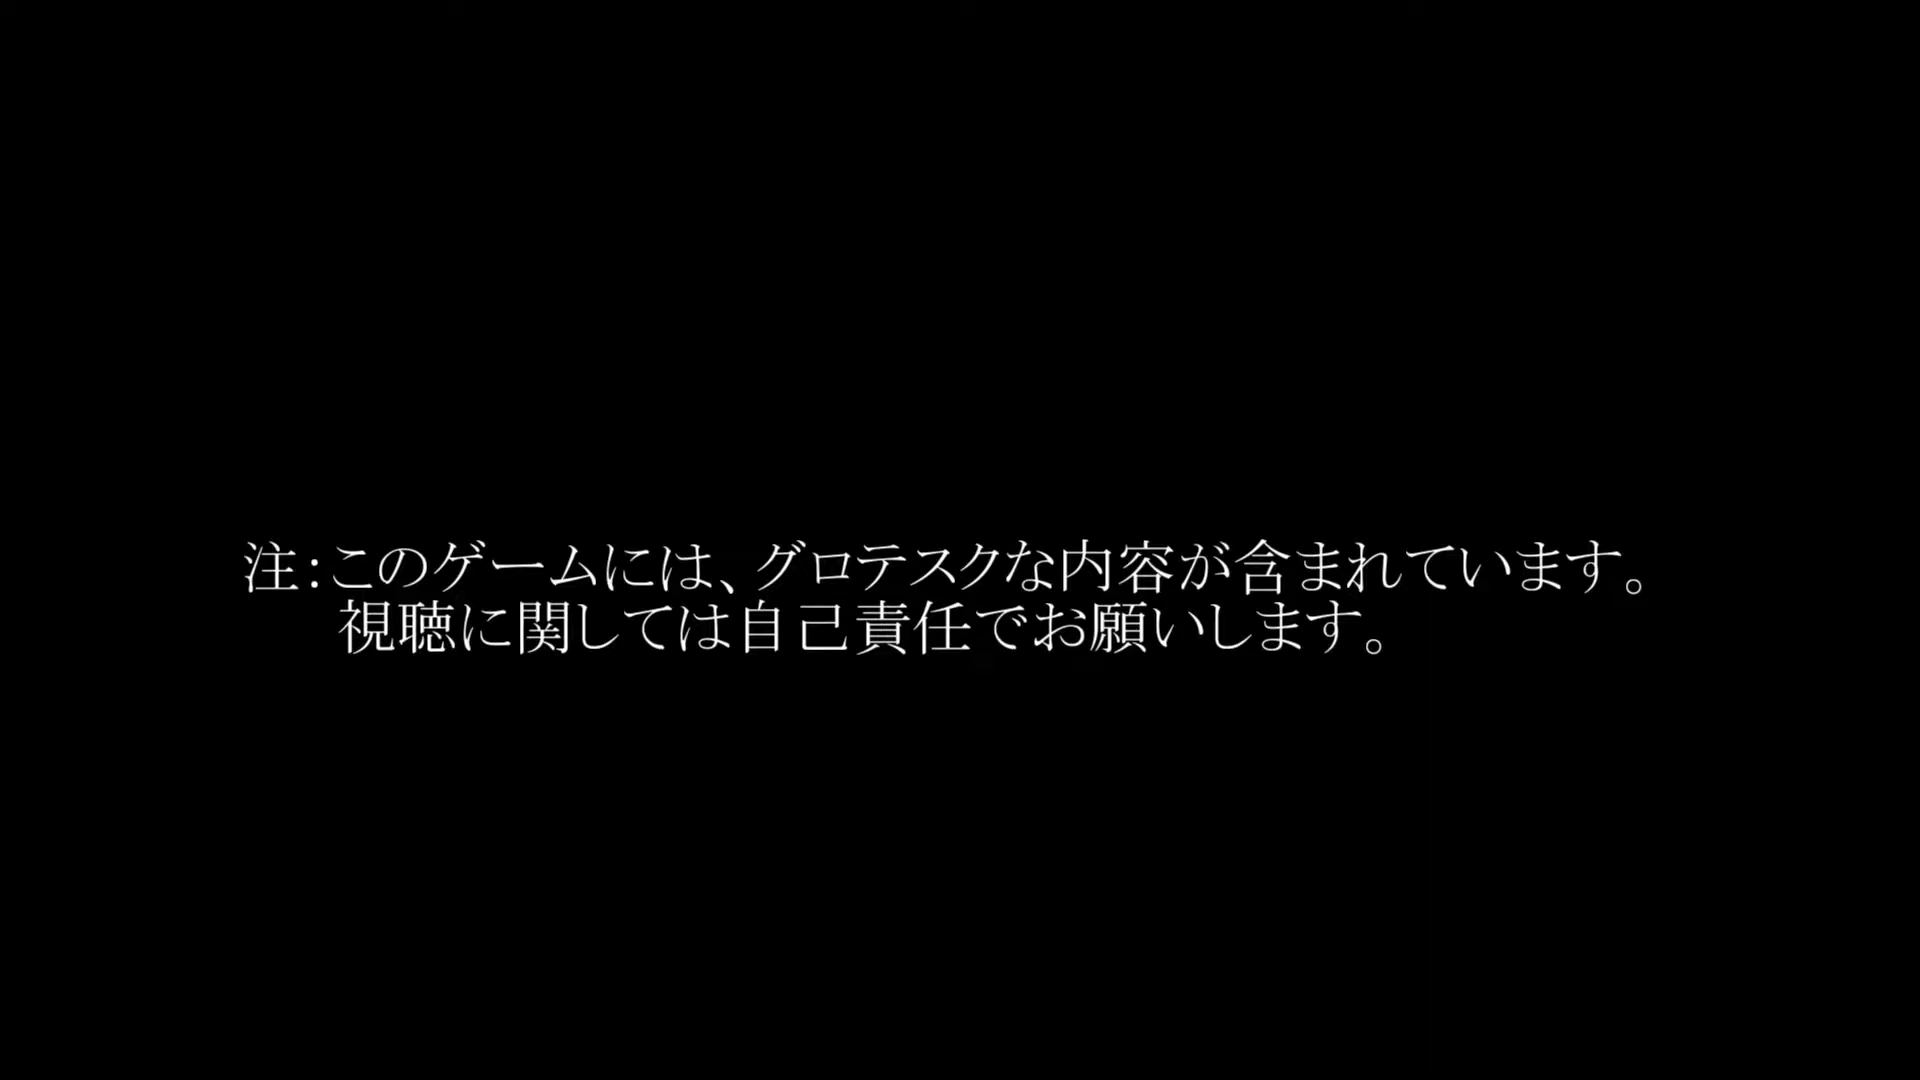 注：このゲームには、グロテスクな内容が含まれています。
視聴に関しては自己責任でお願いします。